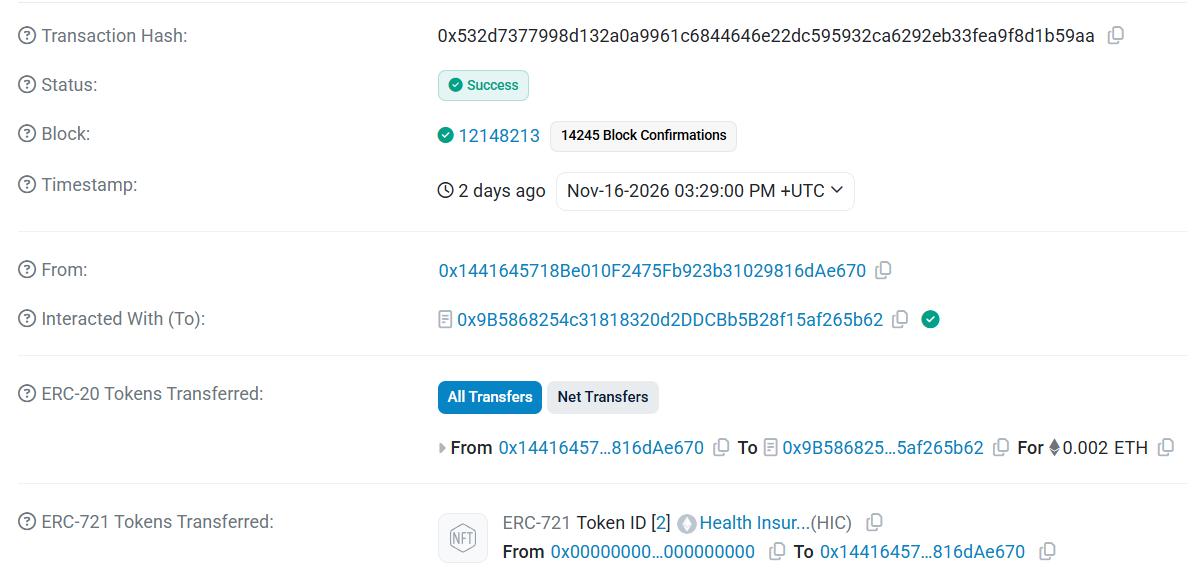 Transaction Hash: 0x532d7377998d132a0a9961c6844646e22dc595932ca6292eb33fea9f8d1b59aa
Status: Success
Block: 12148213 14245 Block Confirmations
Timestamp: 2 days ago Nov-16-2026 03:29:00 PM +UTC
From: 0x1441645718Be010F2475Fb923b31029816dAe670
Interacted With (To): 0x9B5868254c31818320d2DDCBb5B28f15af265b62
ERC-20 Tokens Transferred: All Transfers Net Transfers
From 0x14416457...816dAe670 To 0x9B586825...5af265b62 For 0.002 ETH
ERC-721 Tokens Transferred: NFT ERC-721 Token ID [2] Health Insur...(HIC)
From 0x00000000...000000000 To 0x14416457...816dAe670